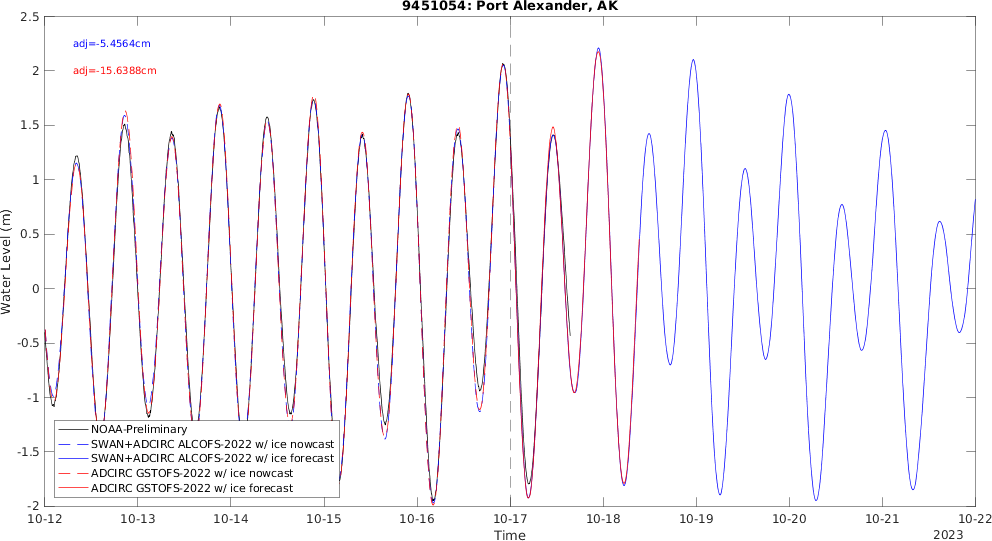 9451054: Port Alexander, AK
adj=-5.4564cm
adj=-15.6388cm
Water Level (m)
2.5
2
1.5
1
0.5
0
-0.5
-1
-1.5
-2
NOAA-Preliminary
SWAN+ADCIRC ALCOFS-2022 w/ ice nowcast
SWAN+ADCIRC ALCOFS-2022 w/ ice forecast
ADCIRC GSTOFS-2022 w/ ice nowcast
ADCIRC GSTOFS-2022 w/ ice forecast
10-12 10-13 10-14 10-15 10-16 10-17 10-18 10-19 10-20 10-21 10-22
Time
2023